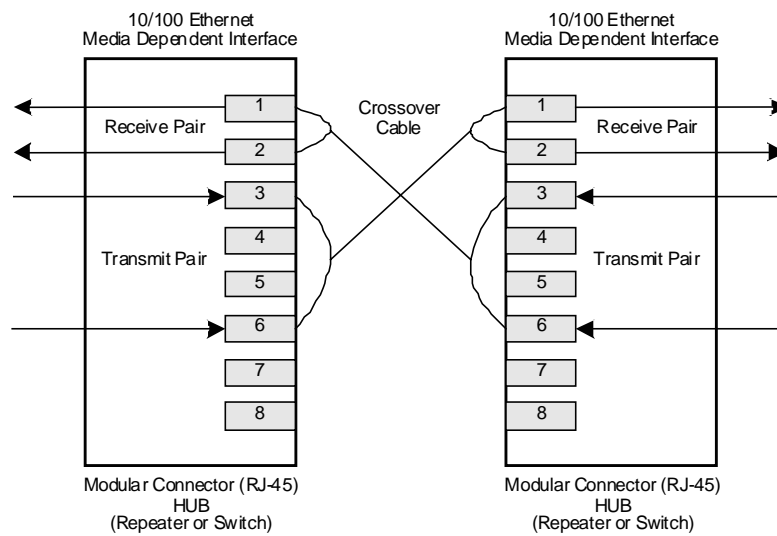 10/100 Ethernet
Media Dependent Interface
10/100 Ethernet
Media Dependent Interface
1
Receive Pair
2
3
4
Transmit Pair
5
6
7
8
Crossover
Cable
1
Receive Pair
2
3
4
Transmit Pair
5
6
7
8
Modular Connector (RJ-45)
HUB
(Repeater or Switch)
Modular Connector (RJ-45)
HUB
(Repeater or Switch)